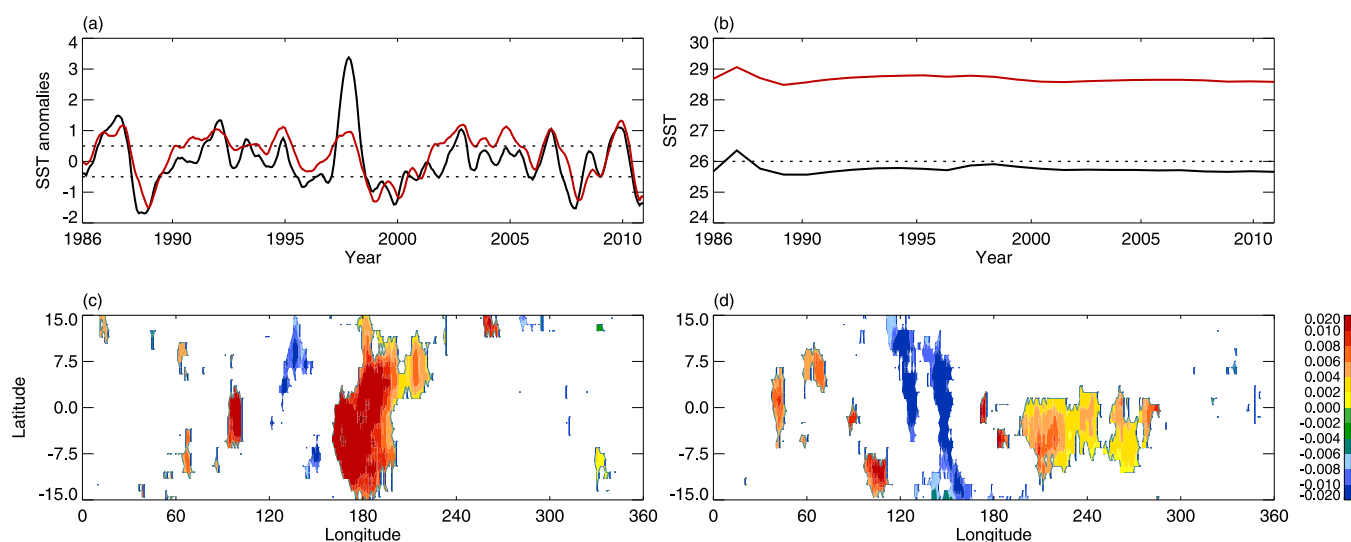 (a)
4
3
2
1
0
-1
-2
SST anomalies
1986 1990 1995 2000 2005 2010
Year
(b)
30
29
28
27
26
25
24
SST
1986 1990 1995 2000 2005 2010
Year
(c)
15.0
7.5
0.0
-7.5
-15.0
Latitude
0 60 120 180 240 300 360
Longitude
(d)
15.0
7.5
0.0
-7.5
-15.0
0 60 120 180 240 300 360
Longitude
0.020
0.010
0.008
0.006
0.004
0.002
0.000
-0.002
-0.004
-0.006
-0.008
-0.010
-0.020